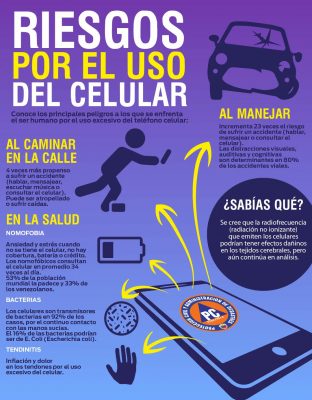 RIESGOS
POR EL USO
DEL CELULAR
Conoce los principales peligros a los que se enfrenta
el ser humano por el uso excesivo del teléfono celular:
AL CAMINAR
EN LA CALLE
4 veces más propenso
a sufrir un accidente
(hablar, mensajear,
escuchar música o
consultar el celular).
Puede ser atropellado
o sufrir caídas.
EN LA SALUD
NOMOFOBIA
Ansiedad y estrés cuando
no se tiene el celular, no hay
cobertura, batería o crédito.
Los nomofóbicos consultan
el celular en promedio 34
veces al día.
53% de la población
mundial la padece y 33% de
los venezolanos.
BACTERIAS
Los celulares son transmisores
de bacterias en 92% de los
casos, por el continuo contacto
con las manos sucias.
El 16% de las bacterias podrían
ser de E. Coli (Escherichia coli).
TENDINITIS
Inflación y dolor
en los tendones por el uso
excesivo del celular.
AL MANEJAR
Incrementa 23 veces el riesgo
de sufrir un accidente (hablar,
mensajear o consultar el
celular).
Las distracciones visuales,
auditivas y cognitivas
son determinantes en 80%
de los accidentes viales.
¿SABÍAS QUÉ?
Se cree que la radiofrecuencia
(radiación no ionizante)
que emiten los celulares
podrían tener efectos dañinos
en los tejidos cerebrales, pero
aún continúa en análisis.
PC